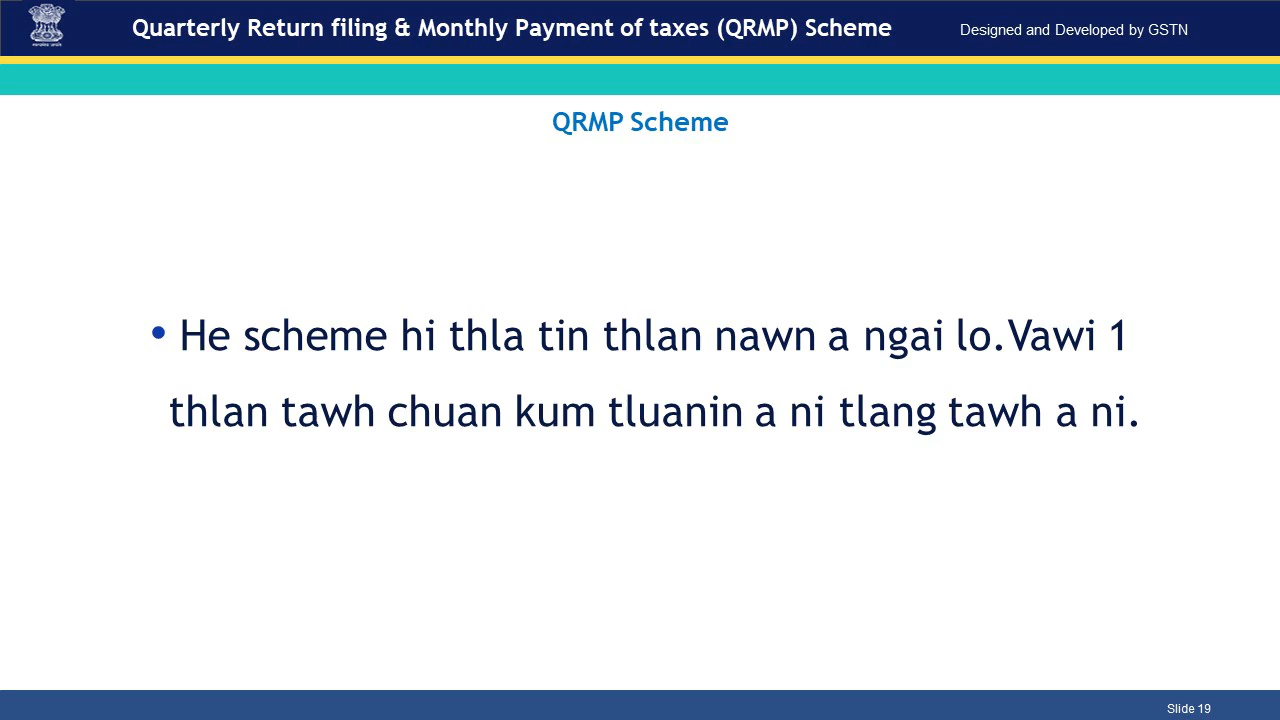 Quarterly Return filing & Monthly Payment of taxes (QRMP) Scheme
Designed and Developed by GSTN
QRMP Scheme
• He scheme hi thla tin thlan nawn a ngai lo.Vawi 1
thlan tawh chuan kum tluanin a ni tlang tawh a ni.
Slide 19